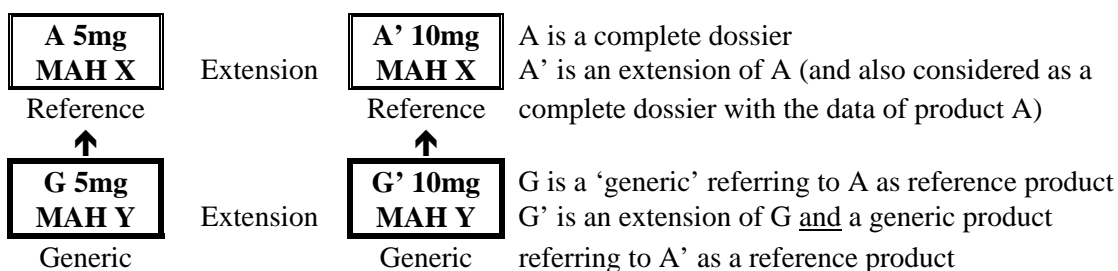 A 5mg A’ 10mg A is a complete dossier
MAH X Extension MAH X A’ is an extension of A (and also considered as a
Reference Reference complete dossier with the data of product A)
G 5mg G’ 10mg G is a ‘generic’ referring to A as reference product
MAH Y Extension MAH Y G’ is an extension of G and a generic product
Generic Generic referring to A’ as a reference product